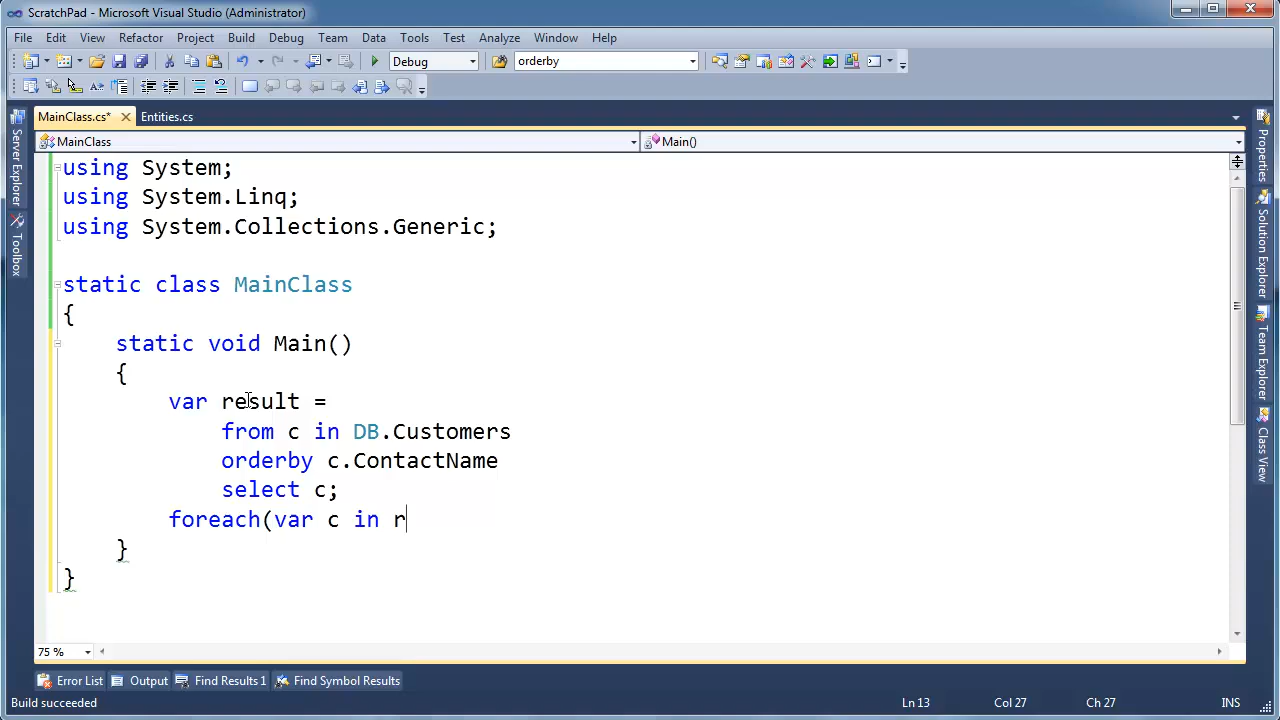 ScratchPad - Microsoft Visual Studio (Administrator)
File Edit View Refactor Project Build Debug Team Data Tools Test Analyze Window Help
Debug orderby
MainClass.cs* Entities.cs
MainClass Main()
using System;
using System.Linq;
using System.Collections.Generic;
static class MainClass
{
static void Main()
{
var result =
from c in DB.Customers
orderby c.ContactName
select c;
foreach(var c in r
}
}
75 %
Error List Output Find Results 1 Find Symbol Results
Build succeeded Ln 13 Col 27 Ch 27 INS
Server Explorer
Toolbox
Properties
Solution Explorer
Team Explorer
Class View